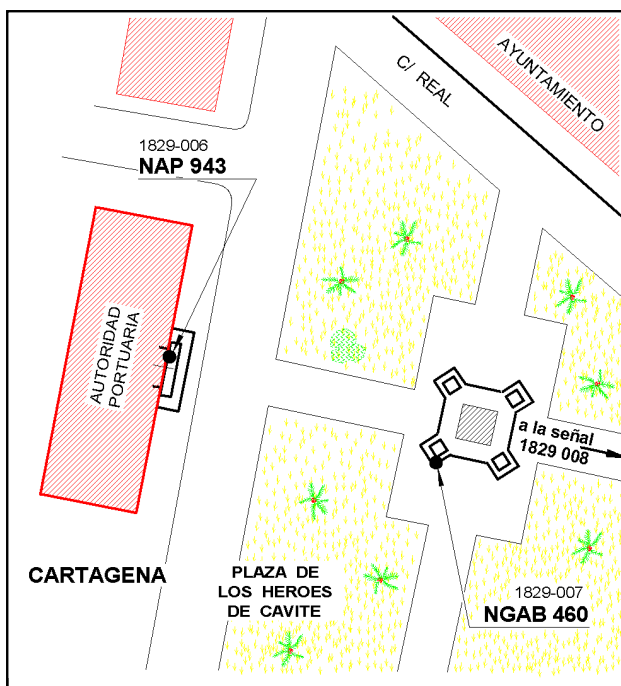 AYUNTAMIENTO
C/ REAL
1829-006
NAP 943
AUTORIDAD
PORTUARIA
a la señal
1829 008
CARTAGENA
PLAZA DE
LOS HEROES
DE CAVITE
1829-007
NGAB 460